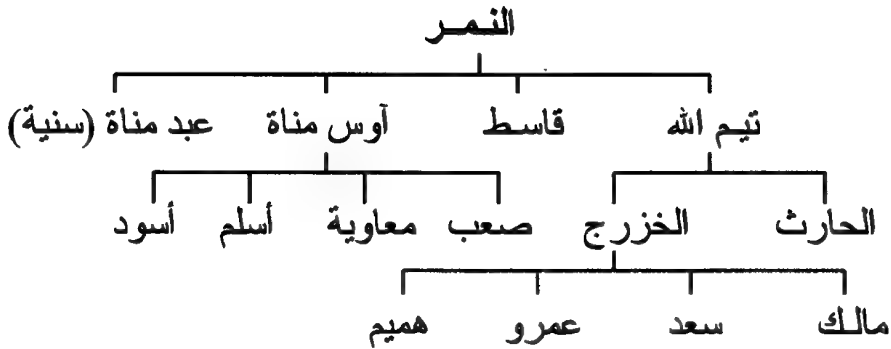 النمر
تيم الله قاسط آوس مناة عبد مناة (سنية)
الحارث الخزرج صعب معاوية أسلم أسود
مالك سعد عمرو هميم